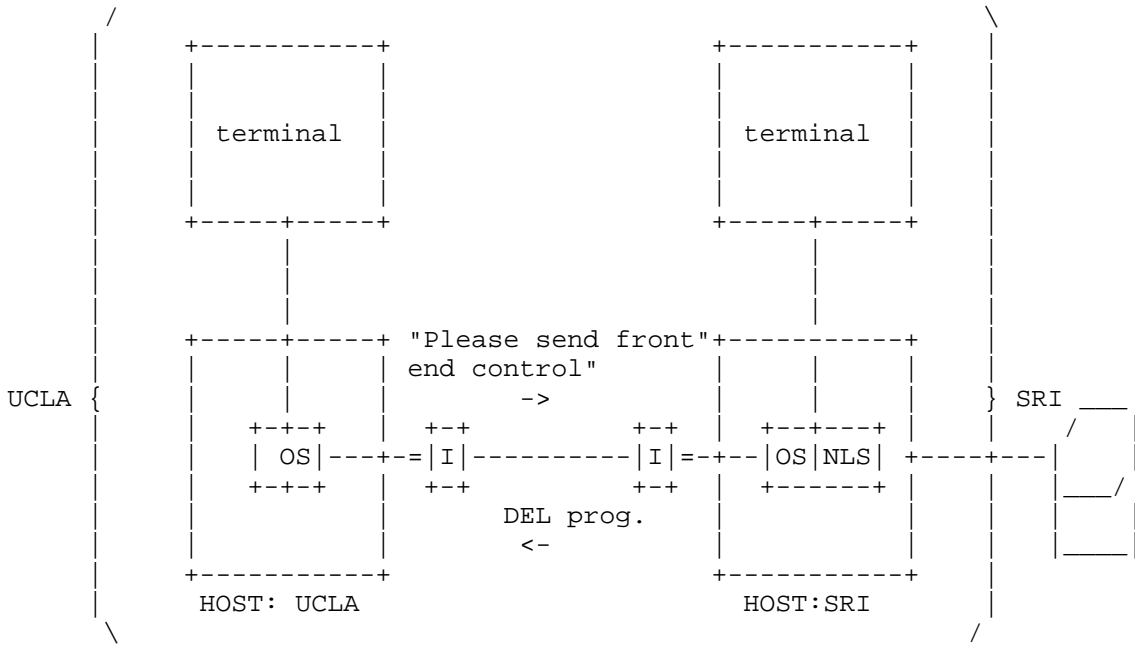 terminal terminal
"Please send front"
end control"
->
UCLA { } SRI
OS I I OS NLS
DEL prog.
<-
HOST: UCLA HOST:SRI